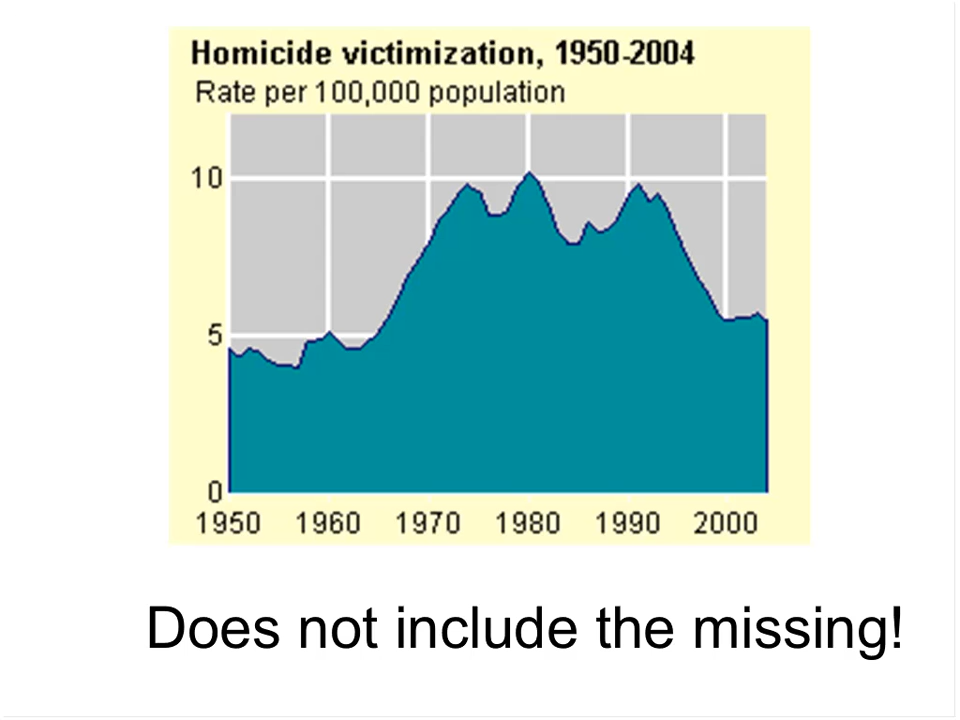 Homicide victimization, 1950-2004
Rate per 100,000 population
10
5
0
1950 1960 1970 1980 1990 2000
Does not include the missing!